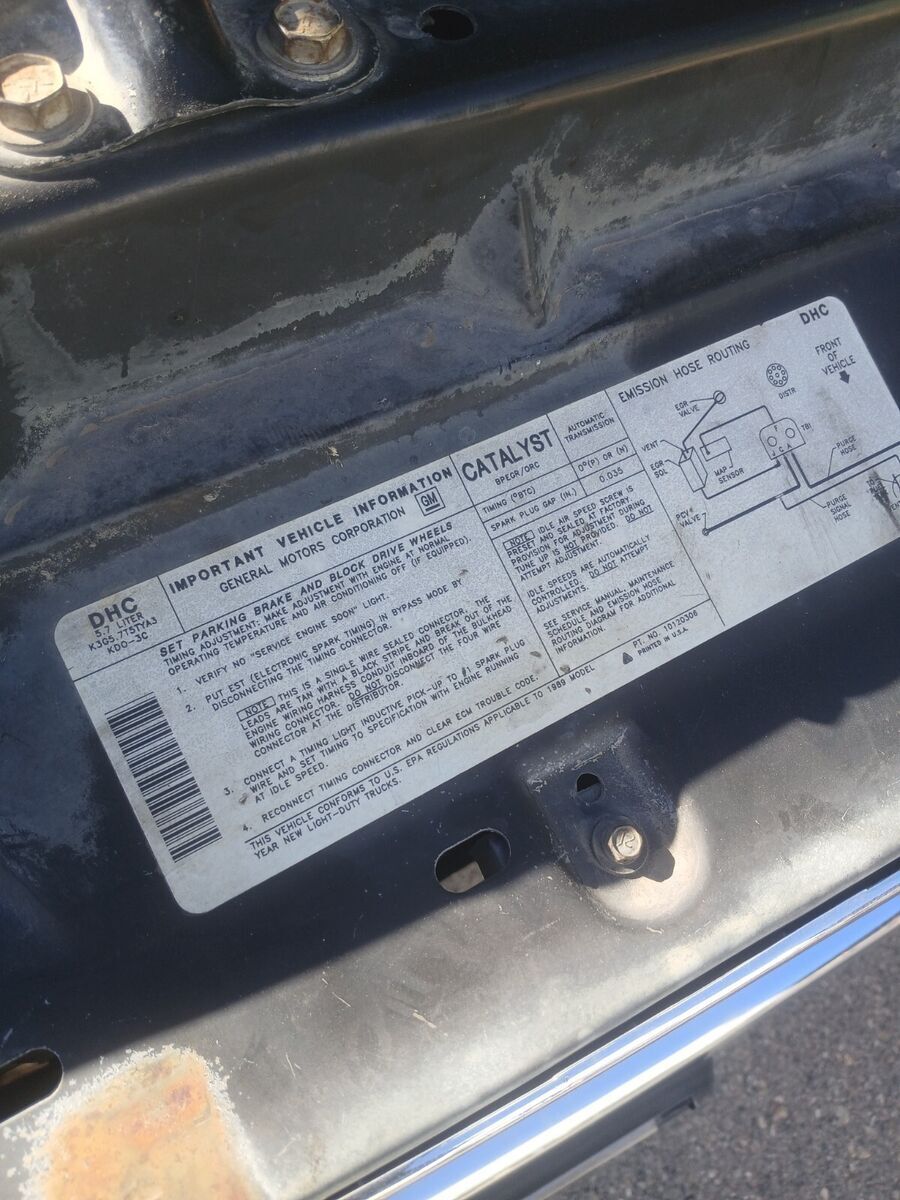 DHC
5.7 LITER
K3G5.7T5TYA3
KDO-3C
IMPORTANT VEHICLE INFORMATION
GENERAL MOTORS CORPORATION GM
SET PARKING BRAKE AND BLOCK DRIVE WHEELS
TIMING ADJUSTMENT: MAKE ADJUSTMENT WITH ENGINE AT NORMAL
OPERATING TEMPERATURE AND AIR CONDITIONING OFF (IF EQUIPPED).
1. VERIFY NO "SERVICE ENGINE SOON" LIGHT.
2. PUT EST (ELECTRONIC SPARK TIMING) IN BYPASS MODE BY
DISCONNECTING THE TIMING CONNECTOR.
NOTE THIS IS A SINGLE WIRE SEALED CONNECTOR. THE
LEADS ARE TAN WITH A BLACK STRIPE AND BREAK OUT OF THE
ENGINE WIRING HARNESS CONDUIT INBOARD OF THE BULKHEAD
WIRING CONNECTOR. DO NOT DISCONNECT THE FOUR WIRE
CONNECTOR AT THE DISTRIBUTOR.
3. CONNECT A TIMING LIGHT INDUCTIVE PICK-UP TO #1 SPARK PLUG
WIRE AND SET TIMING TO SPECIFICATION WITH ENGINE RUNNING
AT IDLE SPEED.
4. RECONNECT TIMING CONNECTOR AND CLEAR ECM TROUBLE CODE.
THIS VEHICLE CONFORMS TO U.S. EPA REGULATIONS APPLICABLE TO 1989 MODEL
YEAR NEW LIGHT-DUTY TRUCKS.
CATALYST
BPEGR/ORC
AUTOMATIC
TRANSMISSION
TIMING (°BTC) 0°(P) OR (N)
SPARK PLUG GAP (IN.) 0.035
NOTE IDLE AIR SPEED SCREW IS
PRESET AND SEALED AT FACTORY.
PROVISION FOR ADJUSTMENT DURING
TUNE UP IS NOT PROVIDED. DO NOT
ATTEMPT ADJUSTMENT.
IDLE SPEEDS ARE AUTOMATICALLY
CONTROLLED. DO NOT ATTEMPT
ADJUSTMENTS.
SEE SERVICE MANUAL, MAINTENANCE
SCHEDULE AND EMISSION HOSE
ROUTING DIAGRAM FOR ADDITIONAL
INFORMATION.
PT. NO. 10120306
PRINTED IN U.S.A.
EMISSION HOSE ROUTING
DHC
FRONT
OF
VEHICLE
DISTR
EGR
VALVE
TBI
VENT
EGR
SOL
MAP
SENSOR
PURGE
HOSE
PCV
VALVE
PURGE
SIGNAL
HOSE